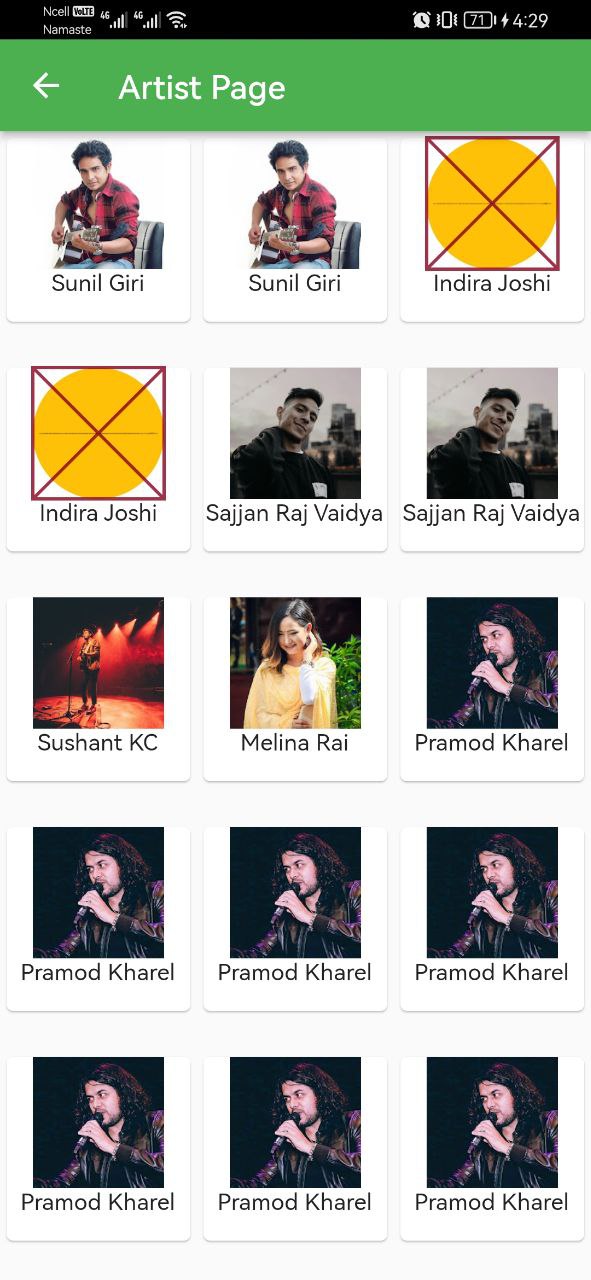 Ncell VoLTE 4G 4G 71 4:29
Namaste
Artist Page
Sunil Giri Sunil Giri Indira Joshi
Indira Joshi Sajjan Raj Vaidya Sajjan Raj Vaidya
Sushant KC Melina Rai Pramod Kharel
Pramod Kharel Pramod Kharel Pramod Kharel
Pramod Kharel Pramod Kharel Pramod Kharel